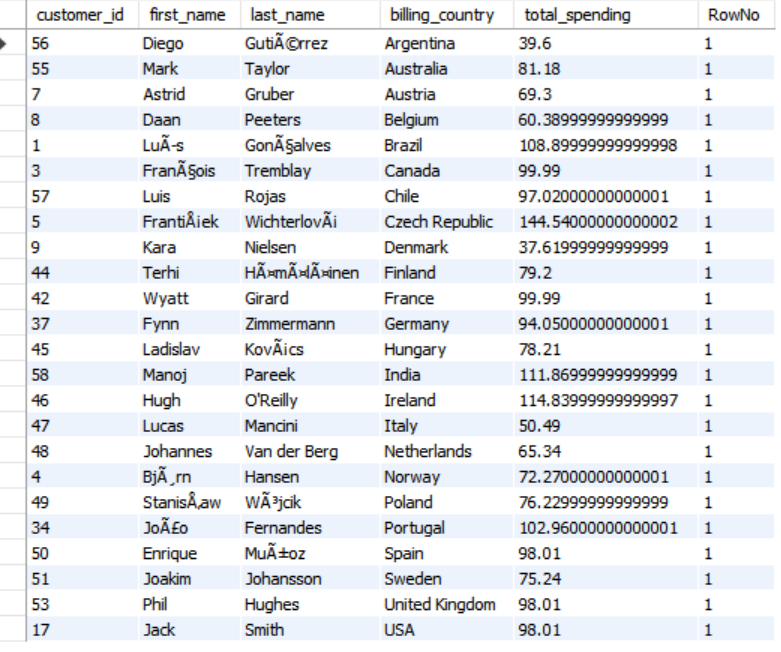 customer_id first_name last_name billing_country total_spending RowNo
56 Diego GutiÃ©rrez Argentina 39.6 1
55 Mark Taylor Australia 81.18 1
7 Astrid Gruber Austria 69.3 1
8 Daan Peeters Belgium 60.38999999999999 1
1 LuÃ-s GonÃ§alves Brazil 108.89999999999998 1
3 FranÃ§ois Tremblay Canada 99.99 1
57 Luis Rojas Chile 97.02000000000001 1
5 FrantiÅiek WichterlovÃi Czech Republic 144.54000000000002 1
9 Kara Nielsen Denmark 37.61999999999999 1
44 Terhi HÃ¤mÃ¤lÃ¤inen Finland 79.2 1
42 Wyatt Girard France 99.99 1
37 Fynn Zimmermann Germany 94.05000000000001 1
45 Ladislav KovÃics Hungary 78.21 1
58 Manoj Pareek India 111.86999999999999 1
46 Hugh O'Reilly Ireland 114.83999999999997 1
47 Lucas Mancini Italy 50.49 1
48 Johannes Van der Berg Netherlands 65.34 1
4 BjÃ¸rn Hansen Norway 72.27000000000001 1
49 StanisÅ‚aw WÃ³jcik Poland 76.22999999999999 1
34 JoÃ£o Fernandes Portugal 102.96000000000001 1
50 Enrique MuÃ±oz Spain 98.01 1
51 Joakim Johansson Sweden 75.24 1
53 Phil Hughes United Kingdom 98.01 1
17 Jack Smith USA 98.01 1